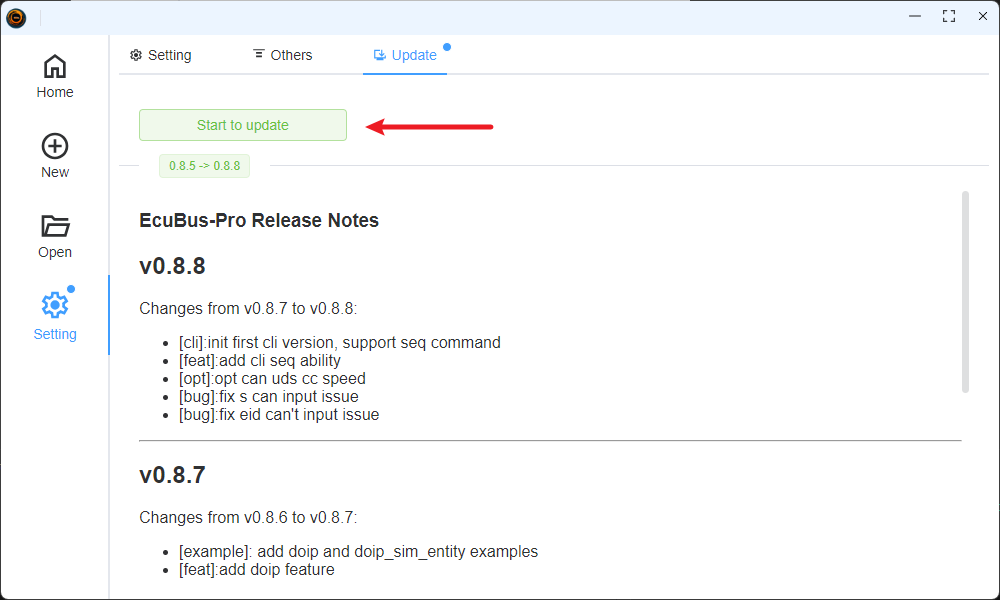 Setting
Others
Update
Home
New
Open
Setting
Start to update
0.8.5 -> 0.8.8
EcuBus-Pro Release Notes
v0.8.8
Changes from v0.8.7 to v0.8.8:
[cli]:init first cli version, support seq command
[feat]:add cli seq ability
[opt]:opt can uds cc speed
[bug]:fix s can input issue
[bug]:fix eid can't input issue
v0.8.7
Changes from v0.8.6 to v0.8.7:
[example]: add doip and doip_sim_entity examples
[feat]:add doip feature